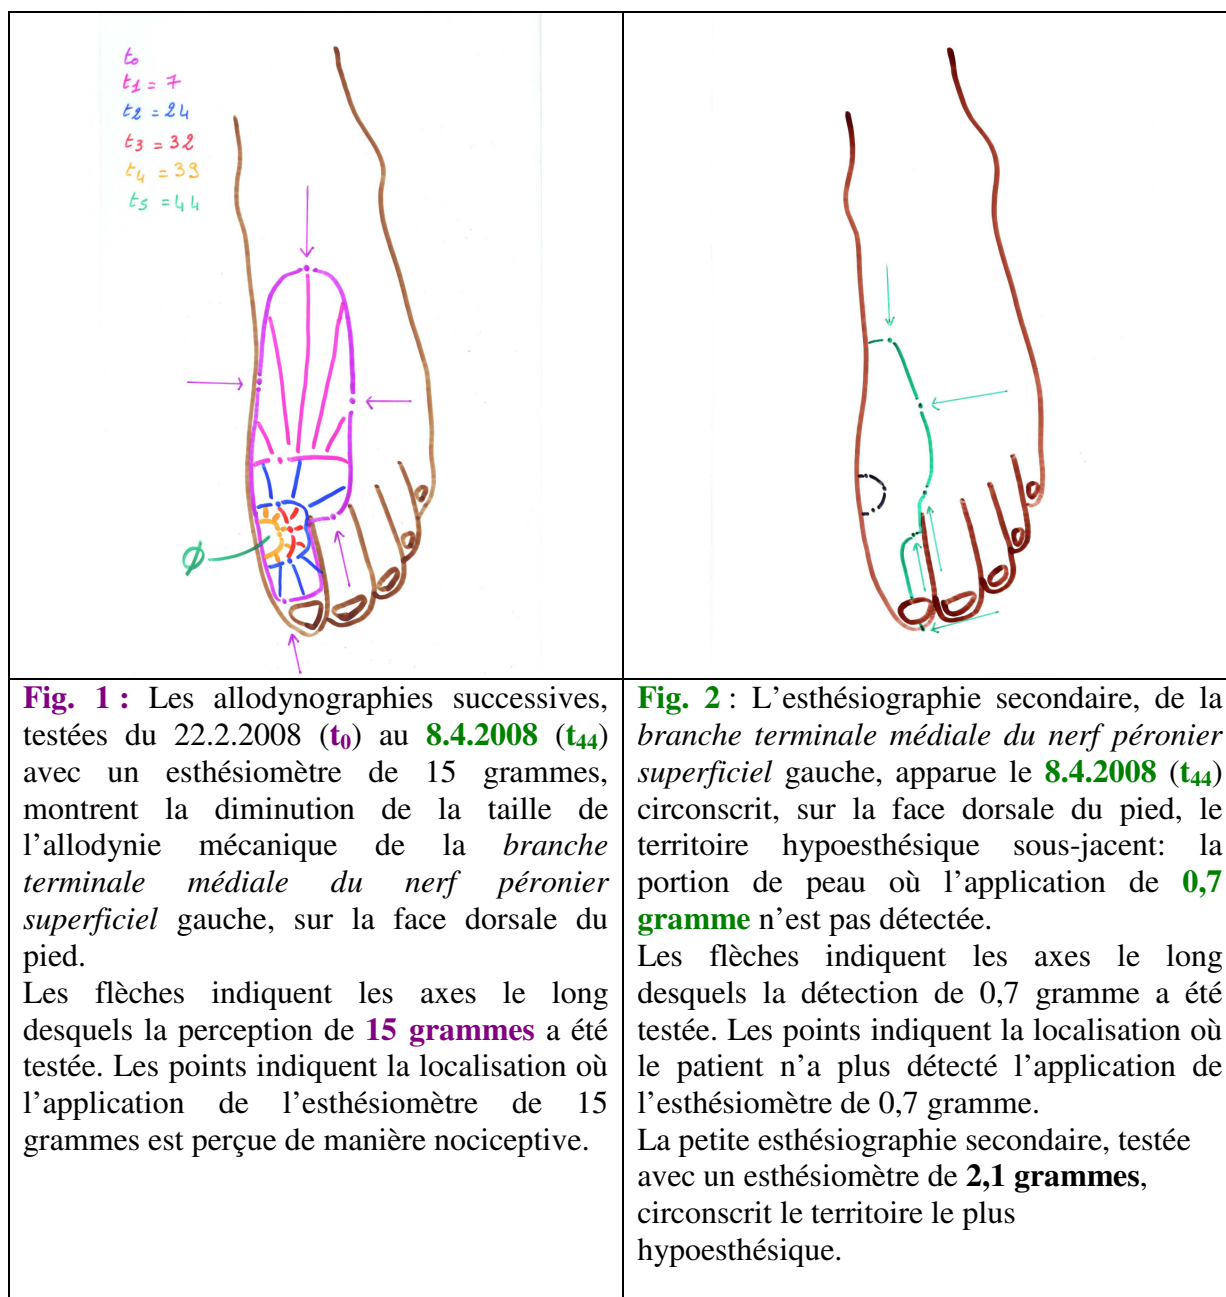 t₀
t1 = 7
t2 = 24
t3 = 32
t4 = 39
t5 = 44
Ø
Fig. 1 : Les allodynographies successives,
testées du 22.2.2008 (t₀) au 8.4.2008 (t₄₄)
avec un esthésiomètre de 15 grammes,
montrent la diminution de la taille de
l’allodynie mécanique de la branche
terminale médiale du nerf péronier
superficiel gauche, sur la face dorsale du
pied.
Les flèches indiquent les axes le long
desquels la perception de 15 grammes a été
testée. Les points indiquent la localisation où
l’application de l’esthésiomètre de 15
grammes est perçue de manière nociceptive.
Fig. 2 : L’esthésiographie secondaire, de la
branche terminale médiale du nerf péronier
superficiel gauche, apparue le 8.4.2008 (t₄₄)
circonscrit, sur la face dorsale du pied, le
territoire hypoesthésique sous-jacent: la
portion de peau où l’application de 0,7
gramme n’est pas détectée.
Les flèches indiquent les axes le long
desquels la détection de 0,7 gramme a été
testée. Les points indiquent la localisation où
le patient n’a plus détecté l’application de
l’esthésiomètre de 0,7 gramme.
La petite esthésiographie secondaire, testée
avec un esthésiomètre de 2,1 grammes,
circonscrit le territoire le plus
hypoesthésique.